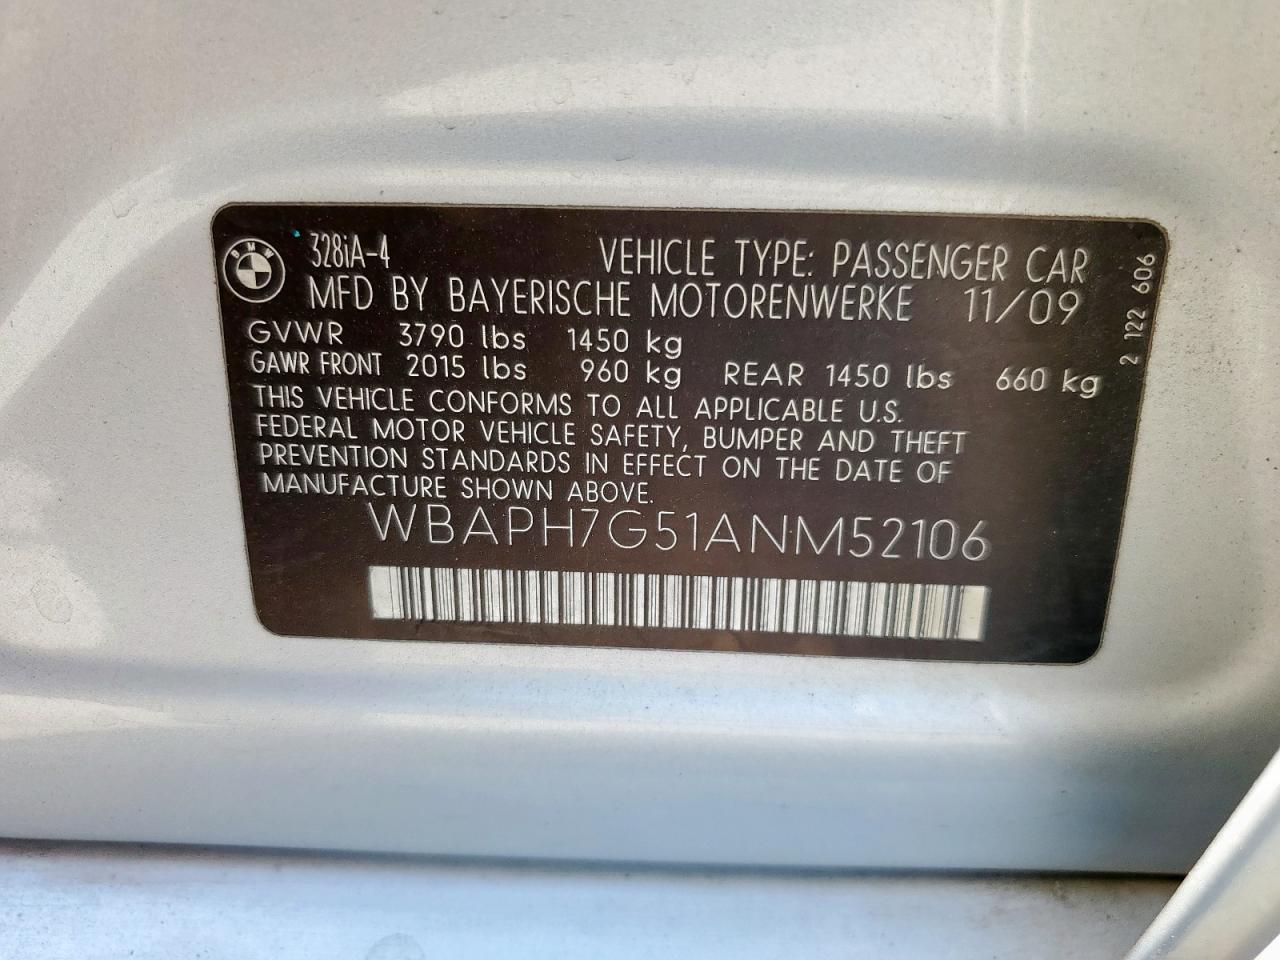 BMW
328iA-4 VEHICLE TYPE: PASSENGER CAR
MFD BY BAYERISCHE MOTORENWERKE 11/09
GVWR 3790 lbs 1450 kg
GAWR FRONT 2015 lbs 960 kg REAR 1450 lbs 660 kg
THIS VEHICLE CONFORMS TO ALL APPLICABLE U.S.
FEDERAL MOTOR VEHICLE SAFETY, BUMPER AND THEFT
PREVENTION STANDARDS IN EFFECT ON THE DATE OF
MANUFACTURE SHOWN ABOVE.
WBAPH7G51ANM52106
2 122 606